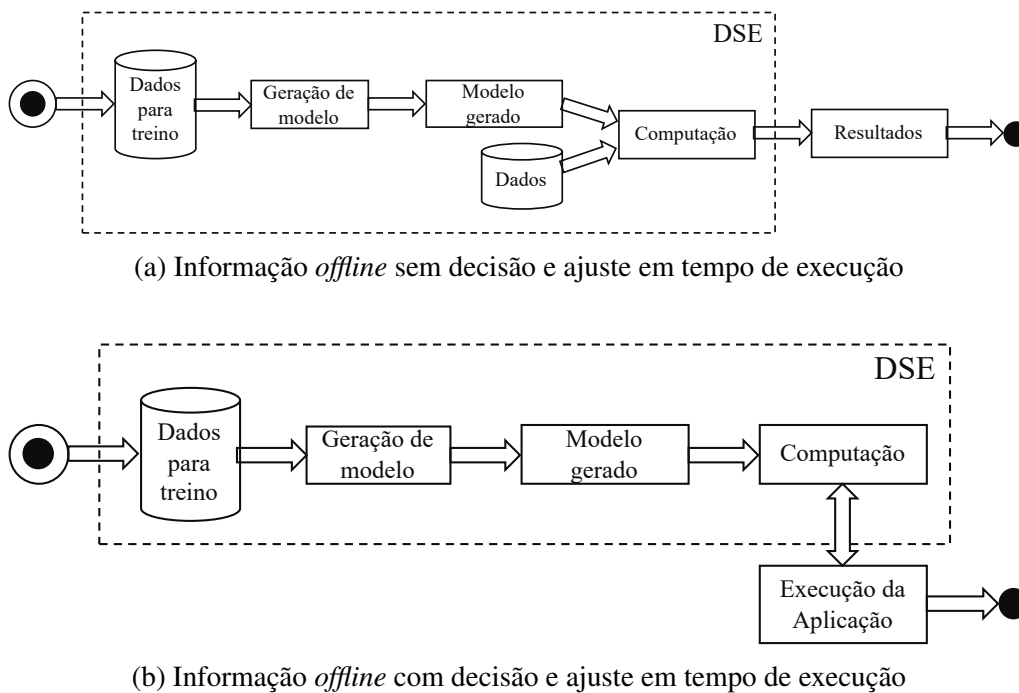 DSE
Dados
para
treino
Geração de
modelo
Modelo
gerado
Dados
Computação
Resultados
(a) Informação offline sem decisão e ajuste em tempo de execução
DSE
Dados
para
treino
Geração de
modelo
Modelo
gerado
Computação
Execução da
Aplicação
(b) Informação offline com decisão e ajuste em tempo de execução